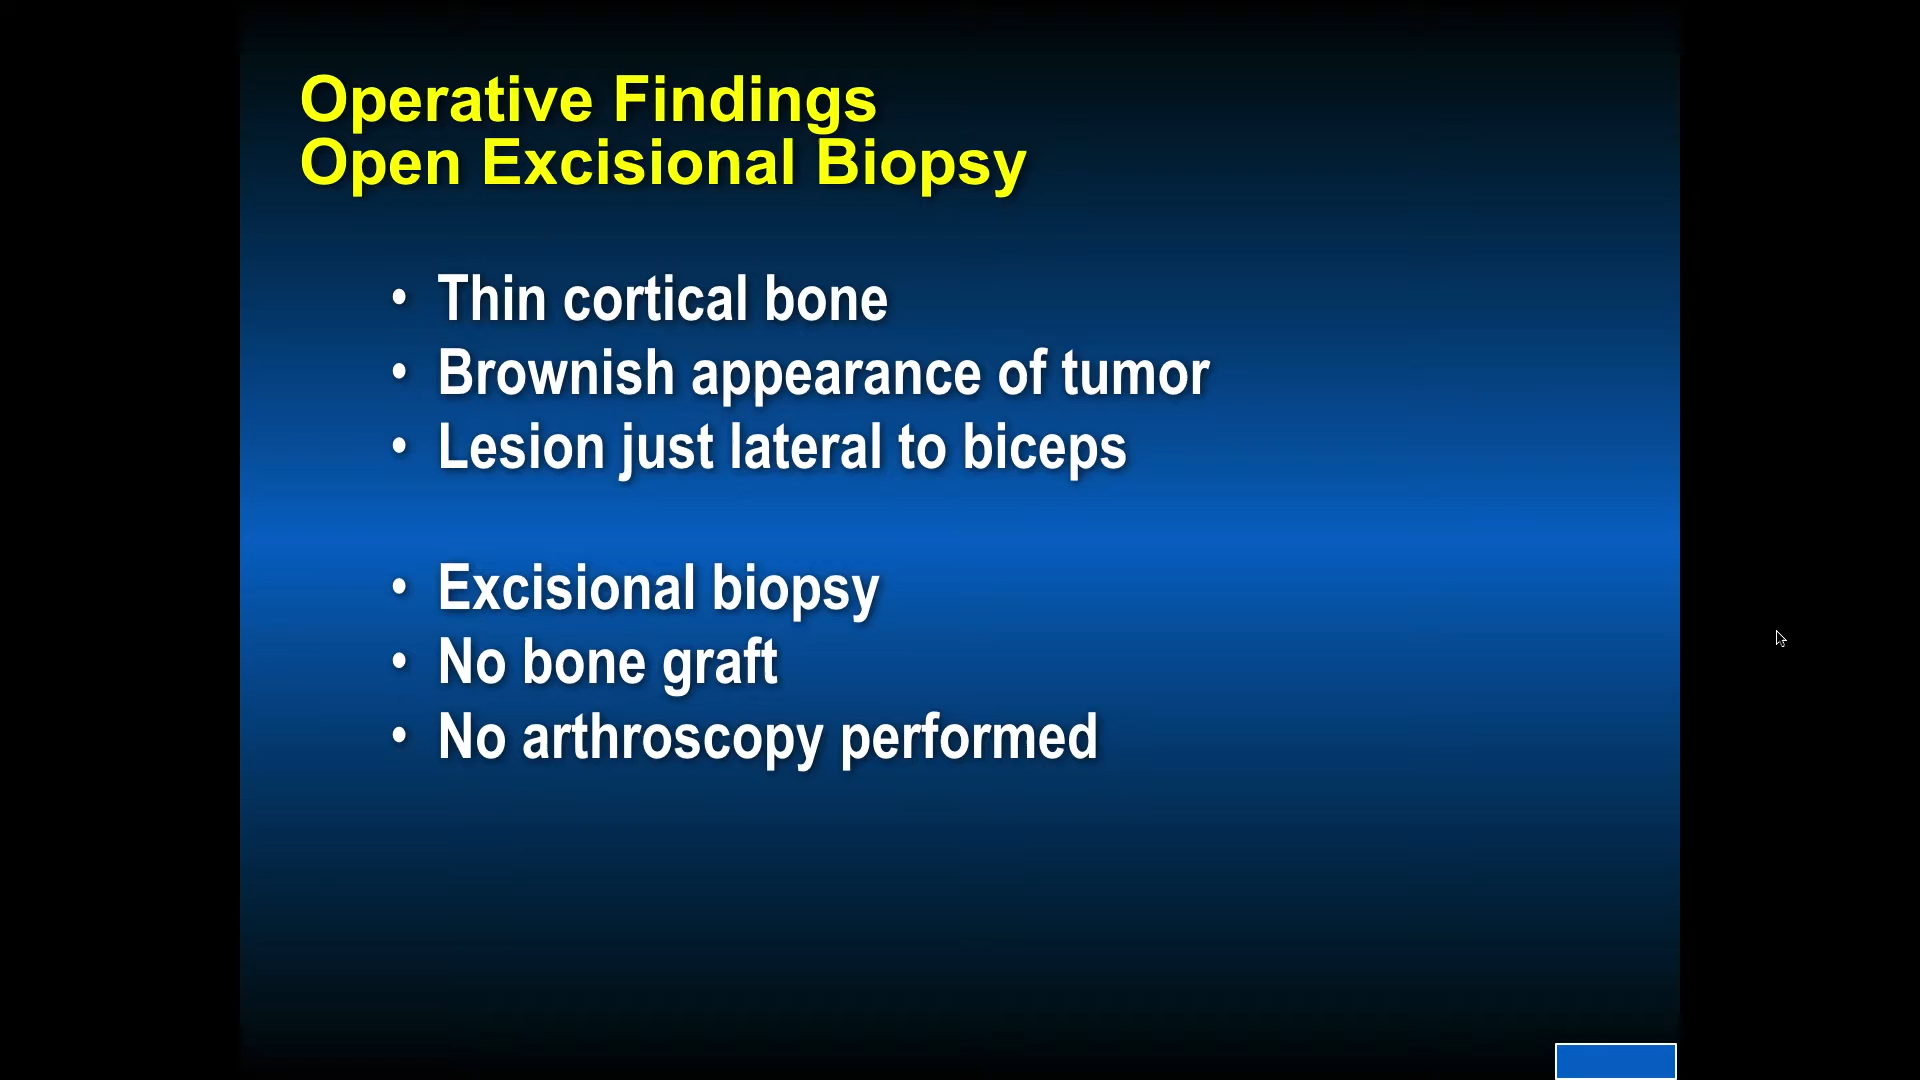 Operative Findings
Open Excisional Biopsy
• Thin cortical bone
• Brownish appearance of tumor
• Lesion just lateral to biceps
• Excisional biopsy
• No bone graft
• No arthroscopy performed